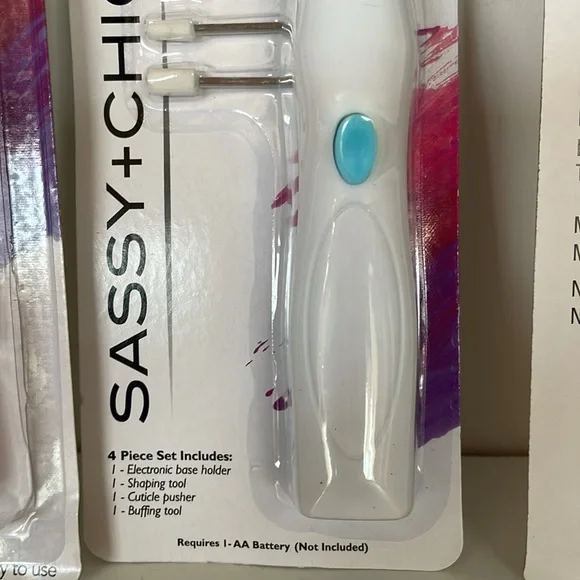 SASSY+CHIC
4 Piece Set Includes:
1 - Electronic base holder
1 - Shaping tool
1 - Cuticle pusher
1 - Buffing tool
Requires 1-AA Battery (Not Included)
y to use